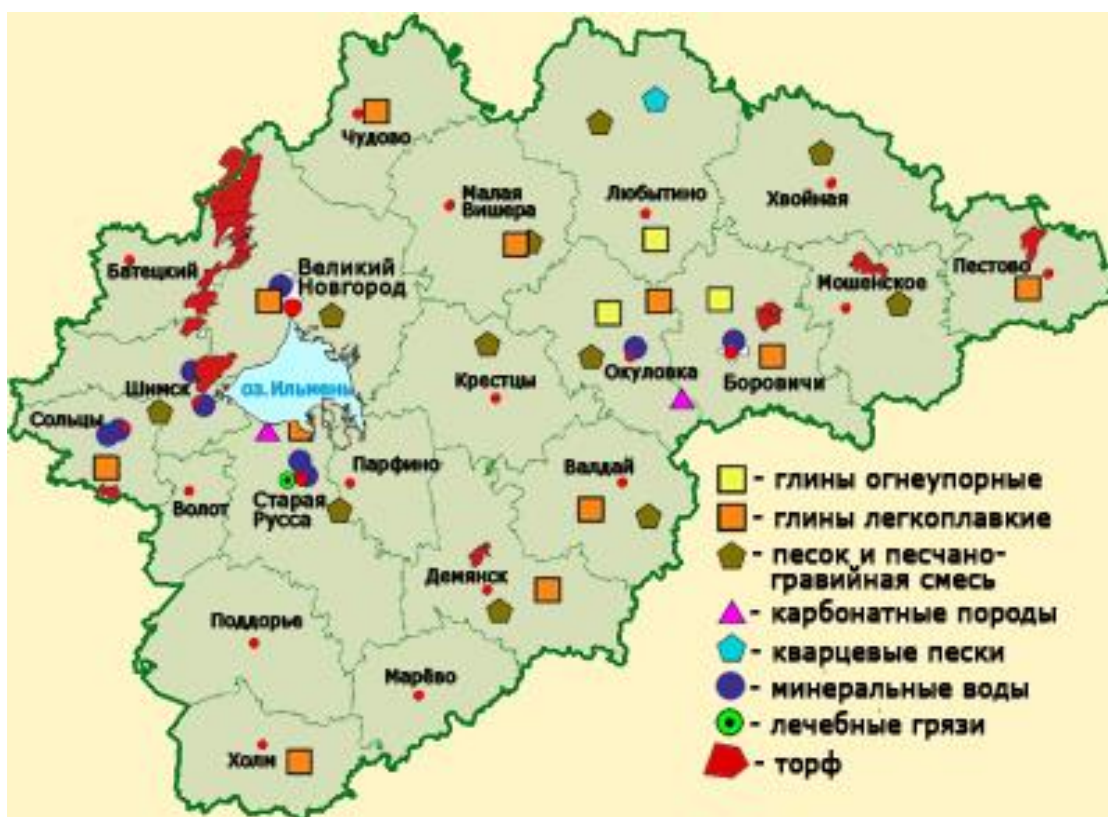 Чудово
Малая
Вишера
Любытино
Хвойная
Батецкий
Великий
Новгород
Мошенское
Пестово
Шимск
оз. Ильмень
Крестцы
Окуловка
Боровичи
Сольцы
Волот
Старая
Русса
Парфино
Валдай
Демянск
Поддорье
Марёво
Холм
- глины огнеупорные
- глины легкоплавкие
- песок и песчано-
гравийная смесь
- карбонатные породы
- кварцевые пески
- минеральные воды
- лечебные грязи
- торф